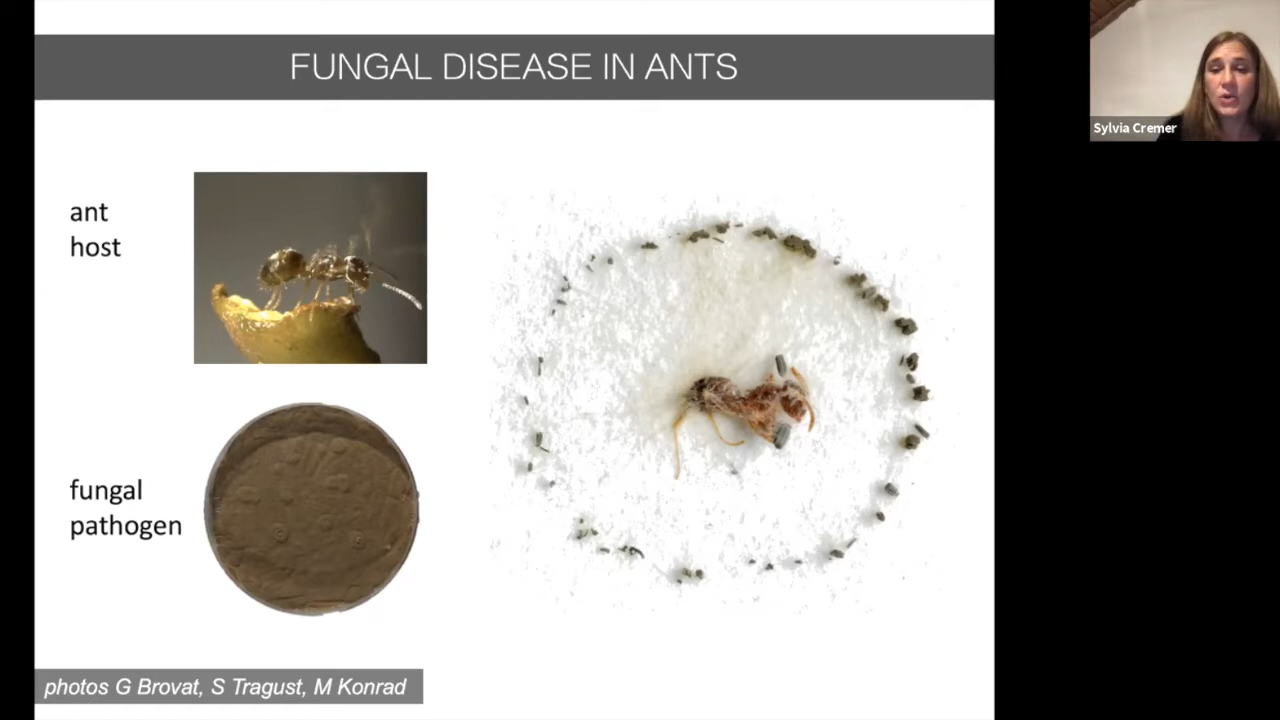 FUNGAL DISEASE IN ANTS
Sylvia Cremer
ant
host
fungal
pathogen
photos G Brovat, S Tragust, M Konrad